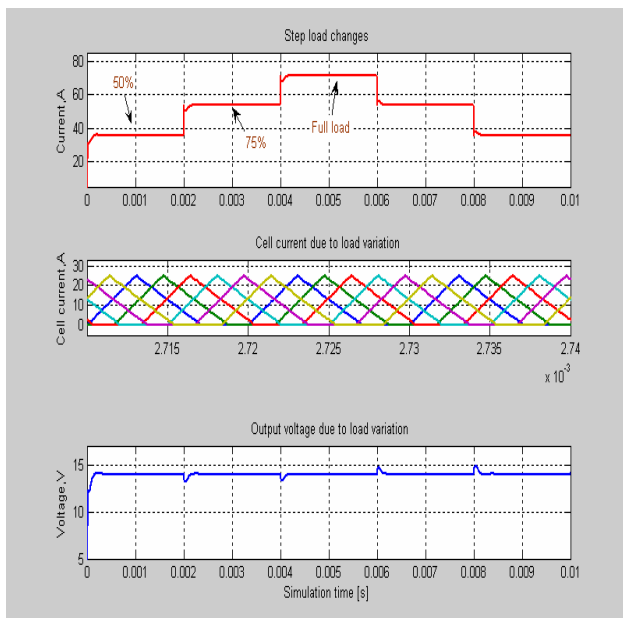 Step load changes
Current,A
80
60
40
20
50%
75%
Full load
0 0.001 0.002 0.003 0.004 0.005 0.006 0.007 0.008 0.009 0.01
Cell current due to load variation
Cell current,A
30
20
10
0
2.715 2.72 2.725 2.73 2.735 2.74
x 10-3
Output voltage due to load variation
Voltage,V
15
10
5
0 0.001 0.002 0.003 0.004 0.005 0.006 0.007 0.008 0.009 0.01
Simulation time [s]